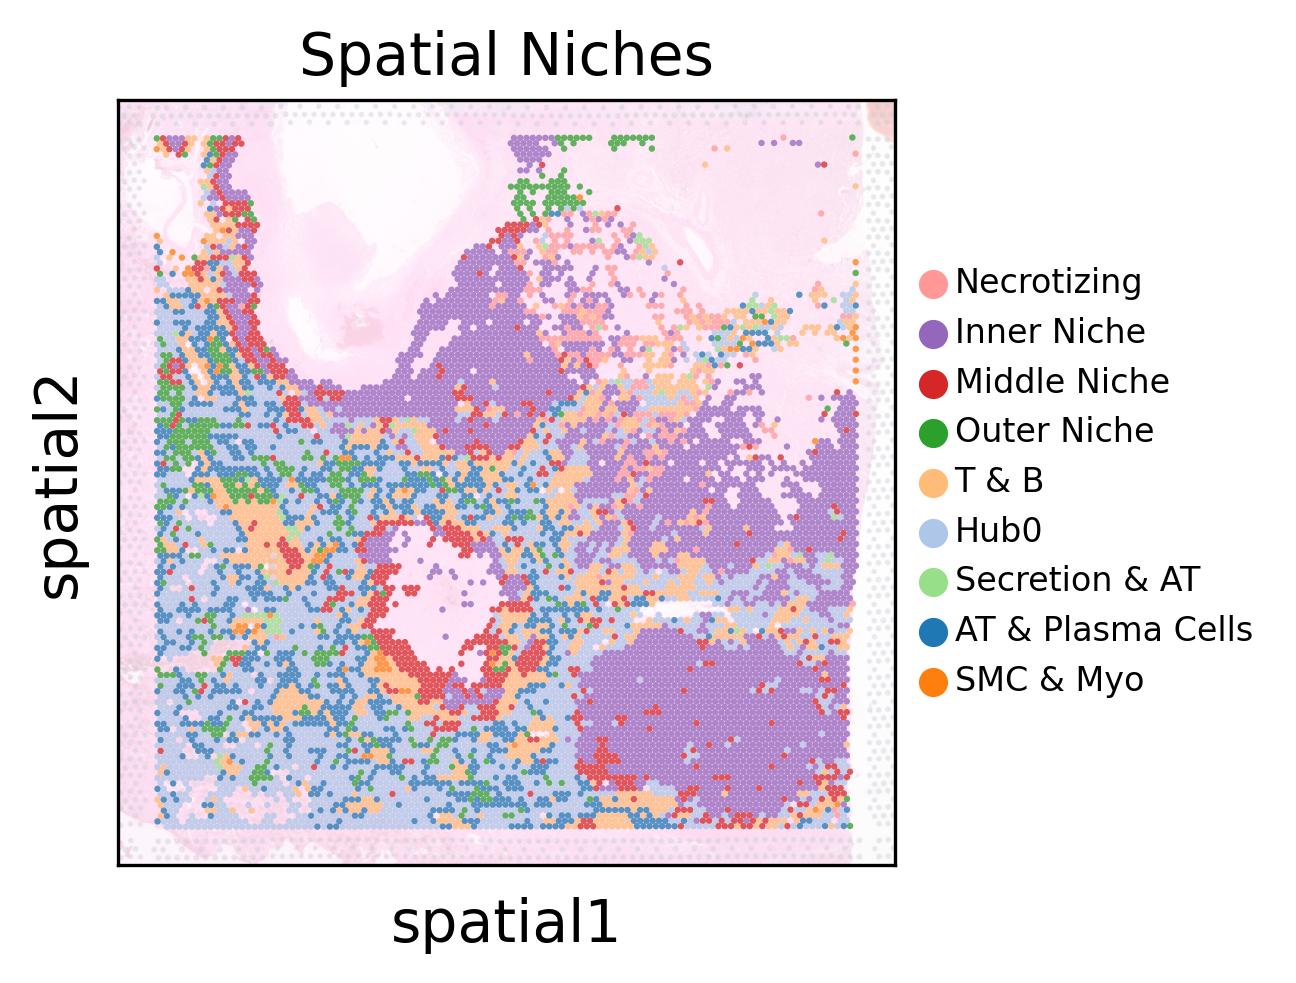 Spatial Niches
spatial2
spatial1
Necrotizing
Inner Niche
Middle Niche
Outer Niche
T & B
Hub0
Secretion & AT
AT & Plasma Cells
SMC & Myo